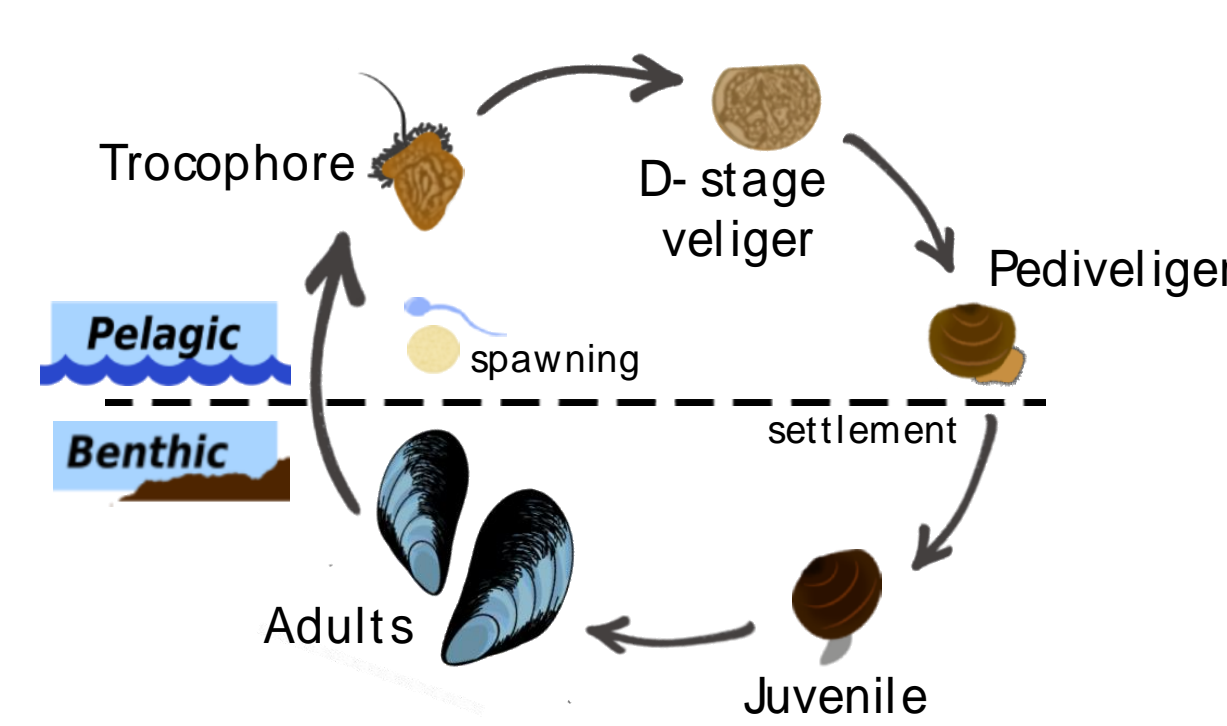 Trocophore
D-stage
veliger
Pediveliger
Pelagic
spawning
settlement
Benthic
Adults
Juvenile